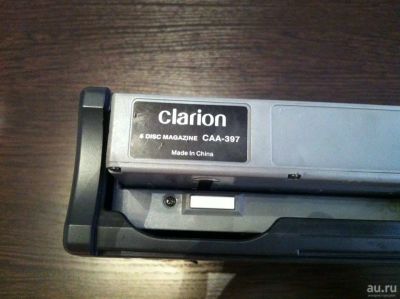 clarion
6 DISC MAGAZINE CAA-397
Made In China
au.ru